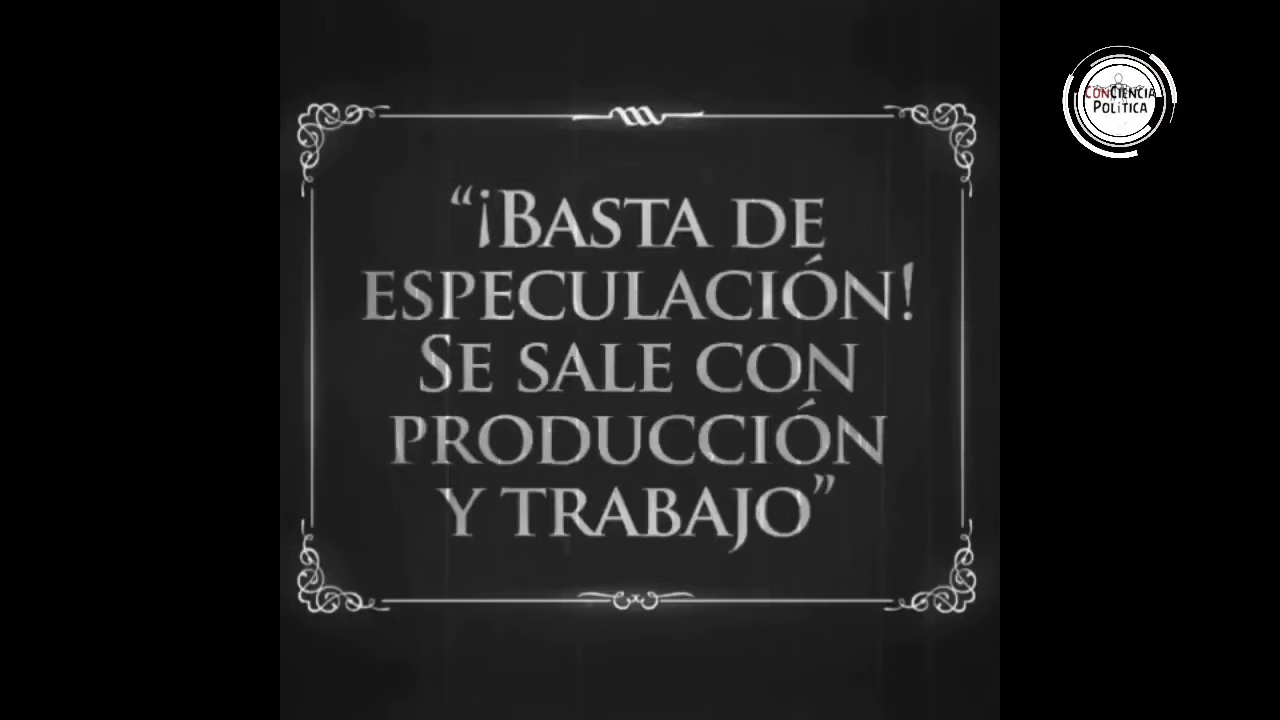 “¡BASTA DE
ESPECULACIÓN!
SE SALE CON
PRODUCCIÓN
Y TRABAJO”
CONCIENCIA
POLÍTICA